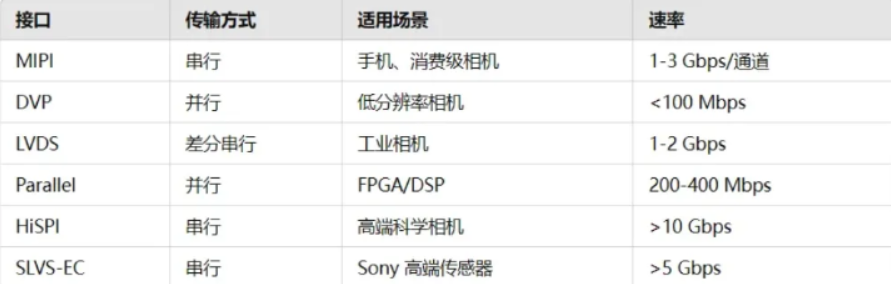 接口 传输方式 适用场景 速率
MIPI 串行 手机、消费级相机 1-3 Gbps/通道
DVP 并行 低分辨率相机 <100 Mbps
LVDS 差分串行 工业相机 1-2 Gbps
Parallel 并行 FPGA/DSP 200-400 Mbps
HiSPI 串行 高端科学相机 >10 Gbps
SLVS-EC 串行 Sony 高端传感器 >5 Gbps